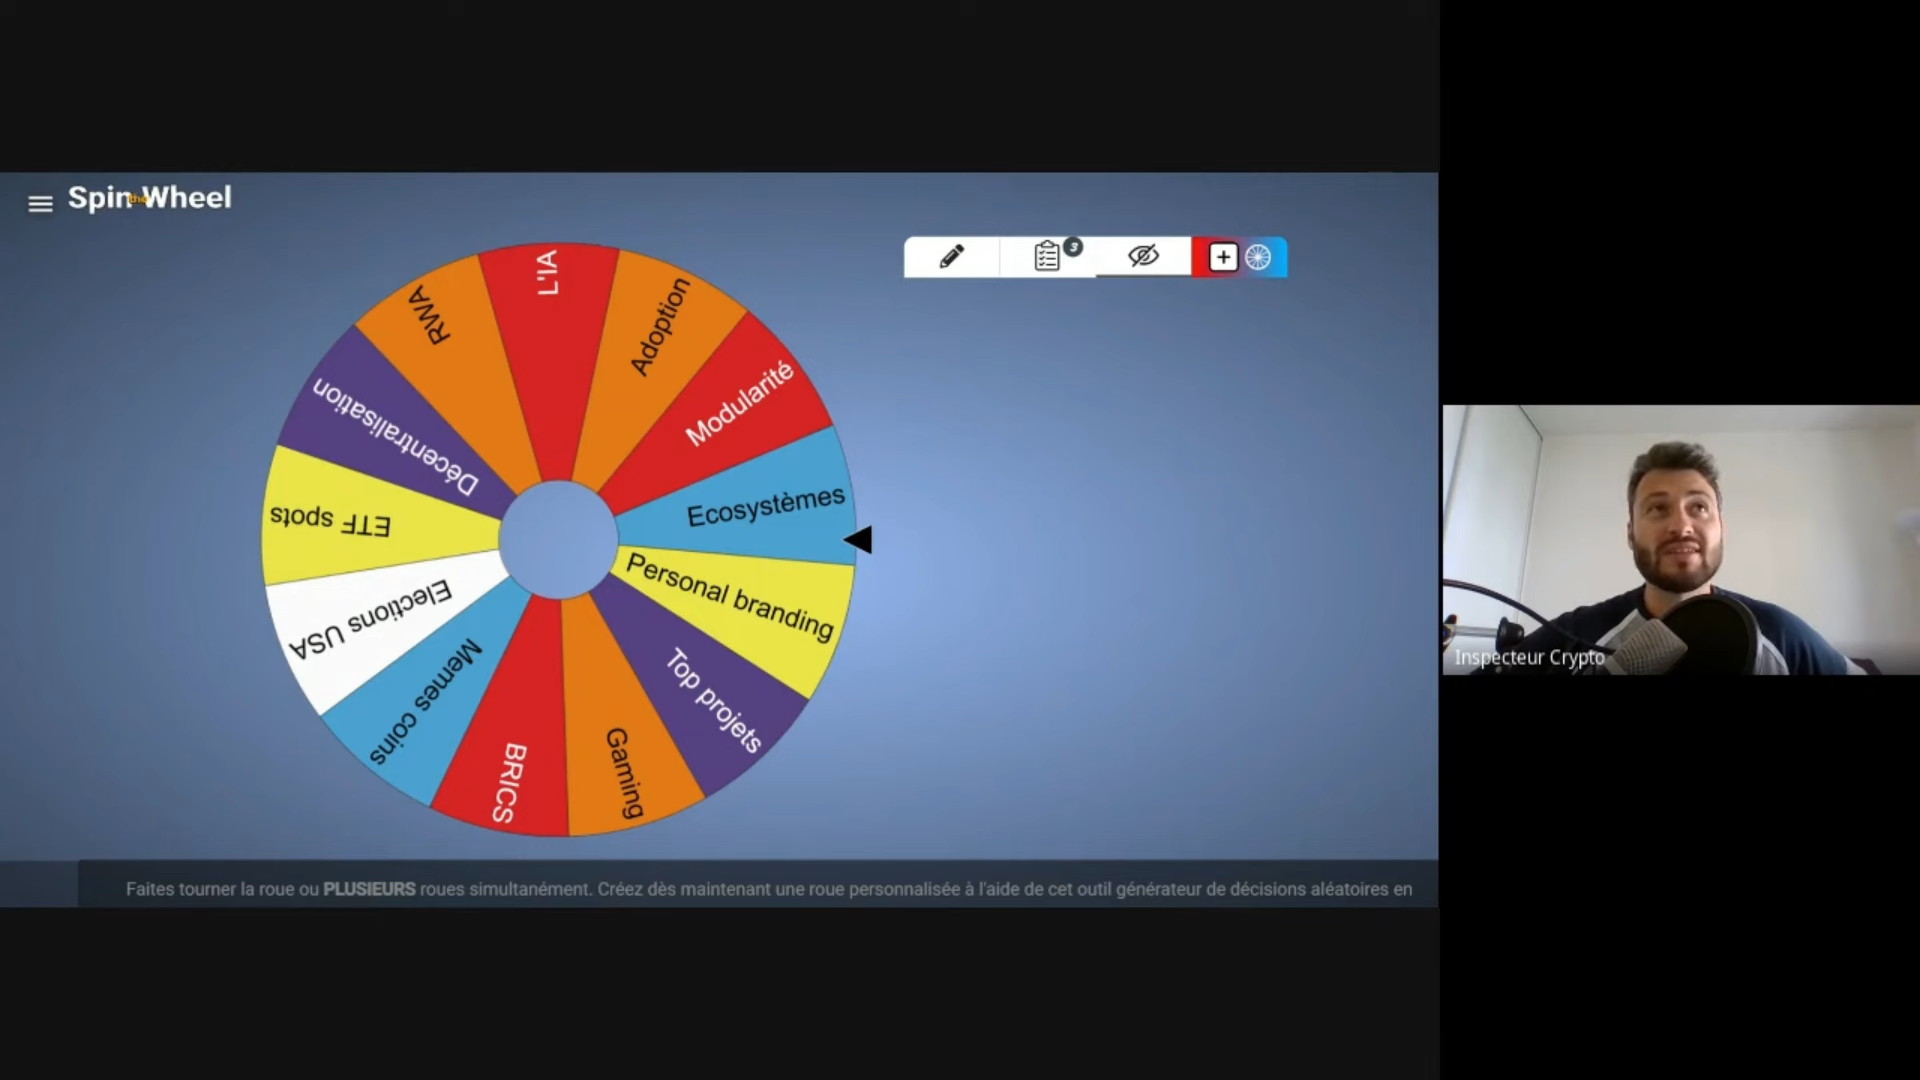 Spin the Wheel
3
L'IA
Adoption
Modularité
Ecosystèmes
Personal branding
Top projets
Gaming
BRICS
Memes coins
Elections USA
ETF spots
Décentralisation
RWA
Inspecteur Crypto
Faites tourner la roue ou PLUSIEURS roues simultanément. Créez dès maintenant une roue personnalisée à l'aide de cet outil générateur de décisions aléatoires en